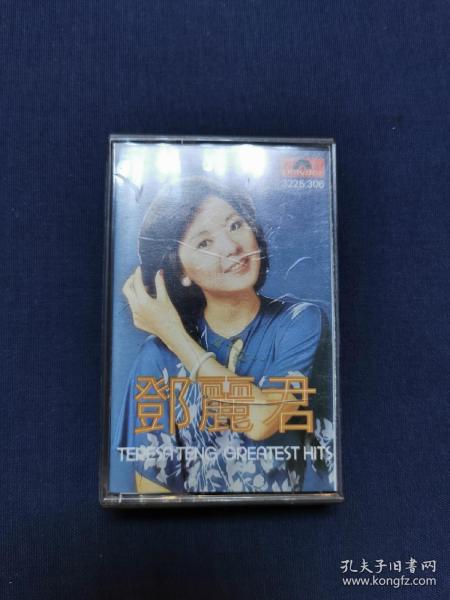 Polydor
3225 306
鄧麗君
TERESA TENG GREATEST HITS
孔夫子旧书网
www.kongfz.com